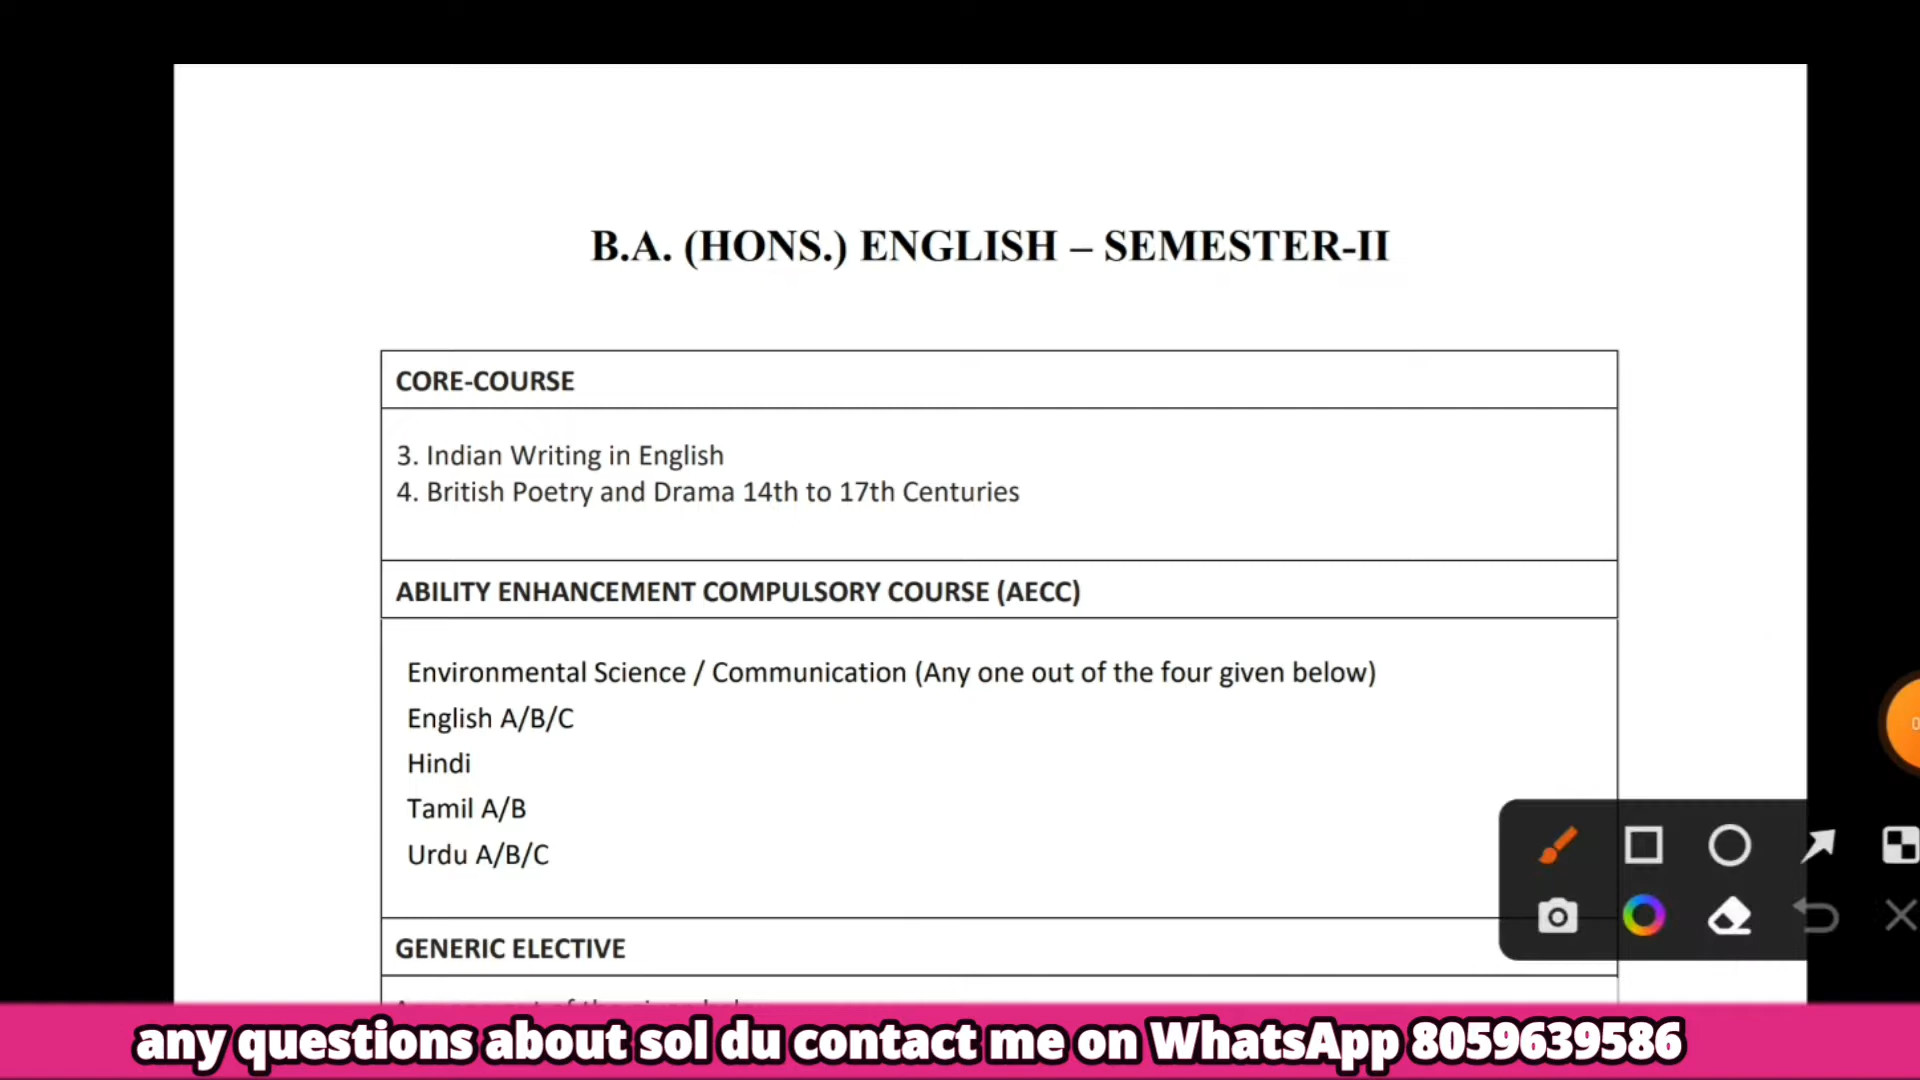 B.A. (HONS.) ENGLISH – SEMESTER-II
CORE-COURSE
3. Indian Writing in English
4. British Poetry and Drama 14th to 17th Centuries
ABILITY ENHANCEMENT COMPULSORY COURSE (AECC)
Environmental Science / Communication (Any one out of the four given below)
English A/B/C
Hindi
Tamil A/B
Urdu A/B/C
GENERIC ELECTIVE
any questions about sol du contact me on WhatsApp 8059639586